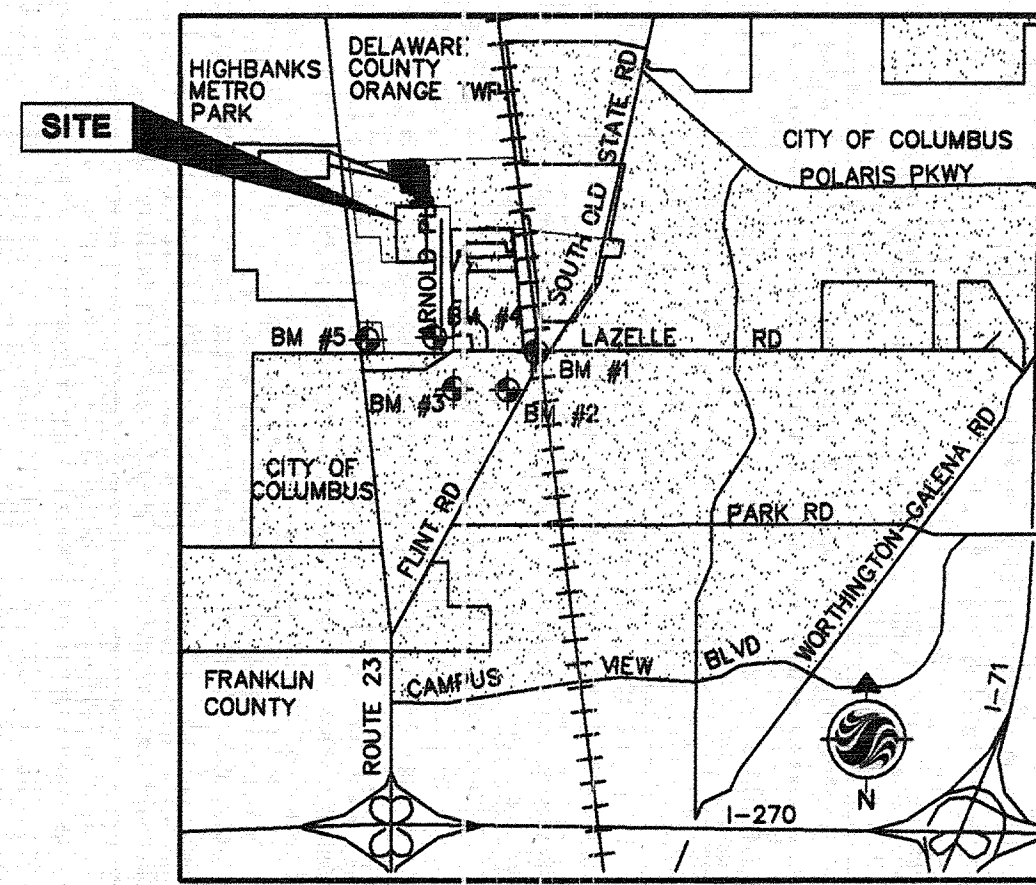 HIGHBANKS
METRO
PARK
DELAWARE
COUNTY
ORANGE TWP
SITE
STATE RD
SOUTH OLD
CITY OF COLUMBUS
POLARIS PKWY
ARNOLD PL
BM #5
BM #4
LAZELLE RD
BM #1
BM #3
BM #2
CITY OF
COLUMBUS
FLINT RD
PARK RD
WORTHINGTON-GALENA RD
FRANKLIN
COUNTY
ROUTE 23
CAMPUS VIEW BLVD
I-71
N
I-270